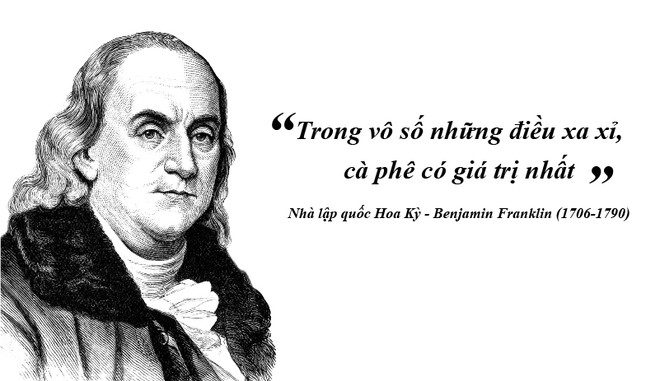 “Trong vô số những điều xa xỉ,
cà phê có giá trị nhất ”
Nhà lập quốc Hoa Kỳ - Benjamin Franklin (1706-1790)